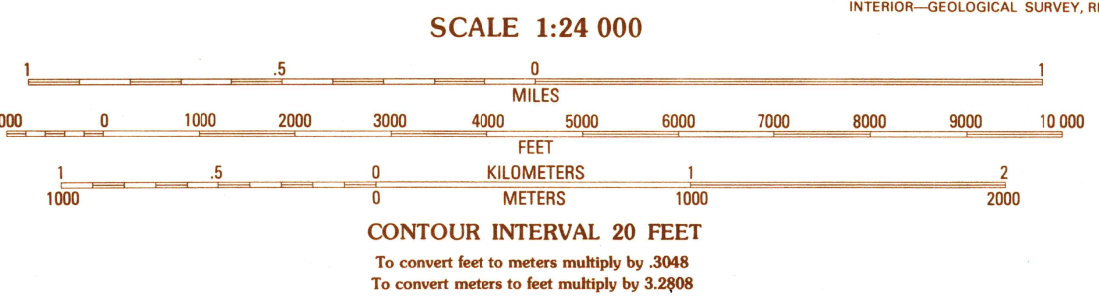 INTERIOR—GEOLOGICAL SURVEY,
SCALE 1:24 000
1 .5 0 1
MILES
0 1000 2000 3000 4000 5000 6000 7000 8000 9000 10 000
FEET
1 .5 0 KILOMETERS 1 2
1000 0 METERS 1000 2000
CONTOUR INTERVAL 20 FEET
To convert feet to meters multiply by .3048
To convert meters to feet multiply by 3.2808